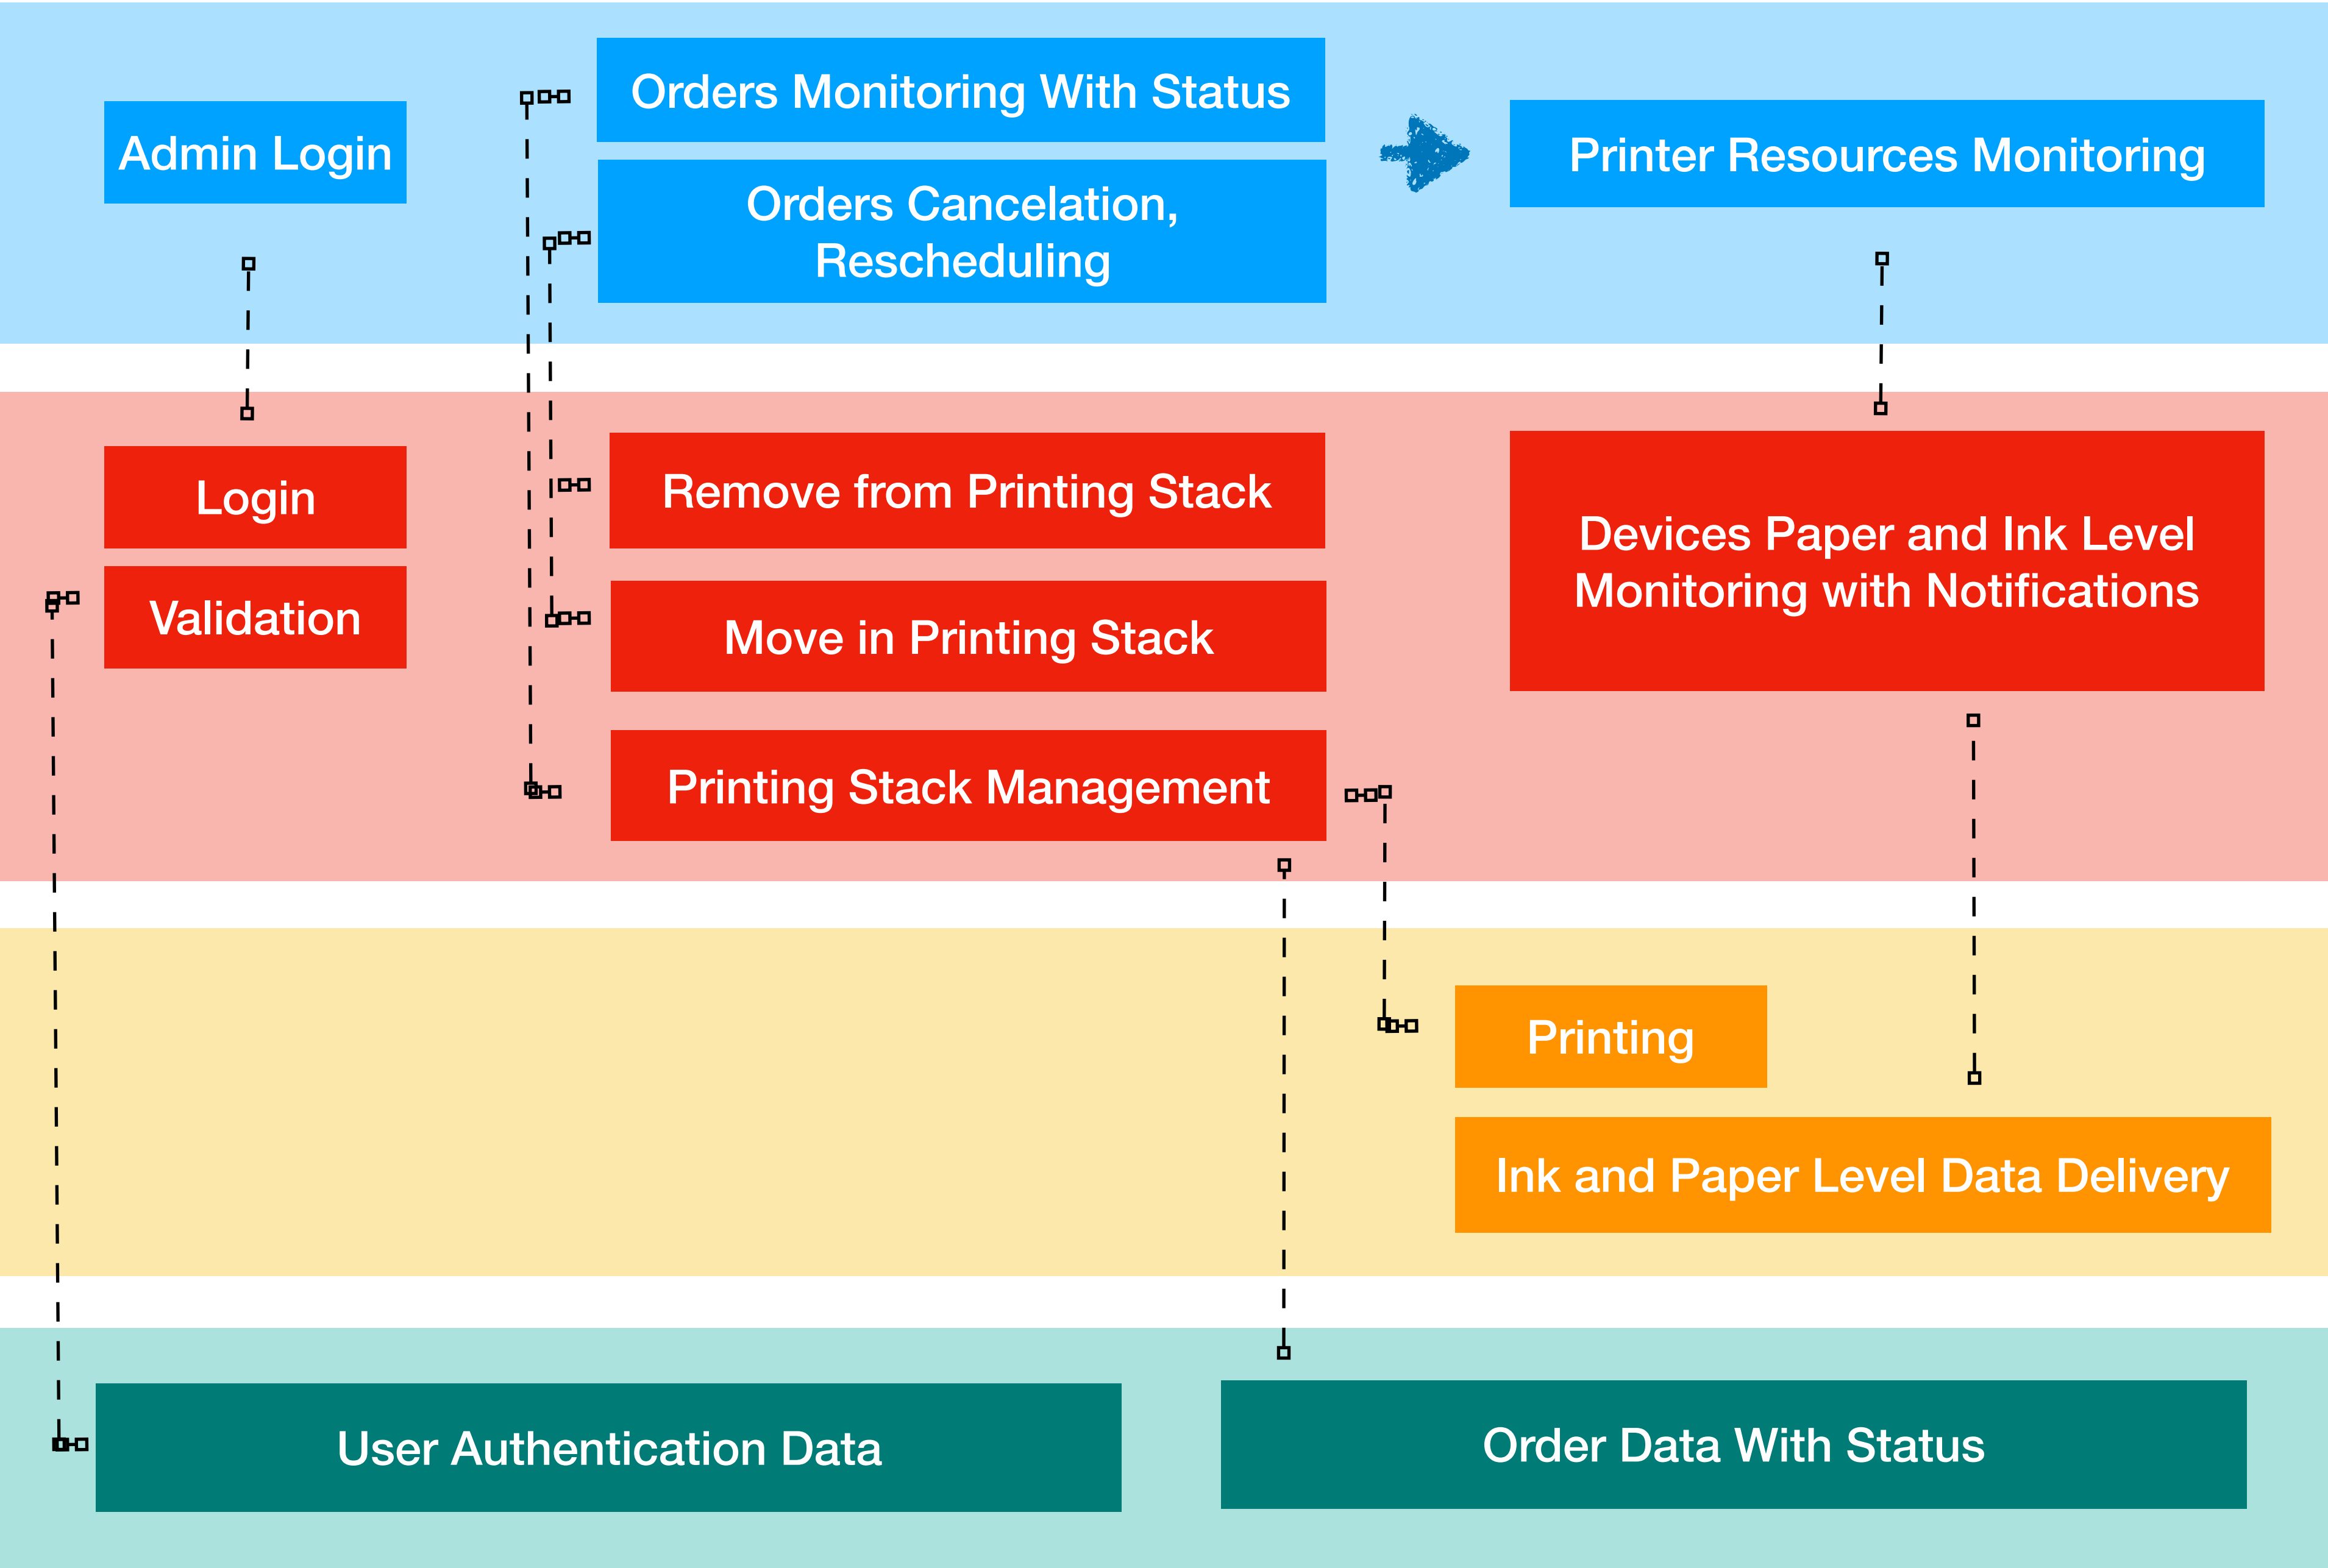 Admin Login
Orders Monitoring With Status
Orders Cancelation,
Rescheduling
Printer Resources Monitoring
Login
Validation
Remove from Printing Stack
Move in Printing Stack
Printing Stack Management
Devices Paper and Ink Level
Monitoring with Notifications
Printing
Ink and Paper Level Data Delivery
User Authentication Data
Order Data With Status